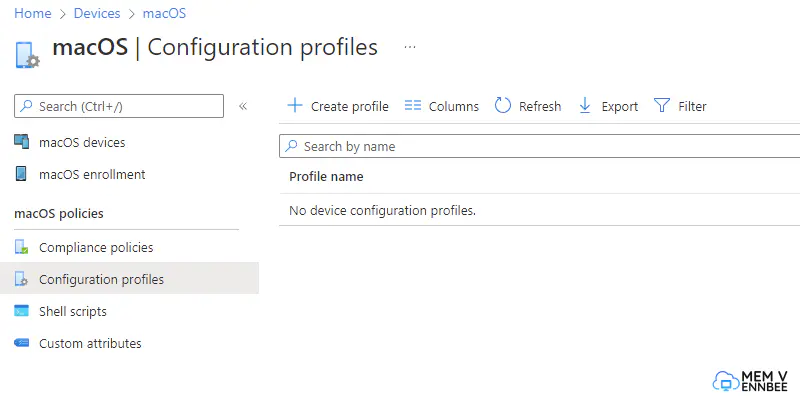 Home > Devices > macOS
macOS | Configuration profiles ...
Search (Ctrl+/) «
Create profile Columns Refresh Export Filter
Search by name
macOS devices
macOS enrollment
macOS policies
Compliance policies
Configuration profiles
Shell scripts
Custom attributes
Profile name
No device configuration profiles.
MEM V
ENNBEE